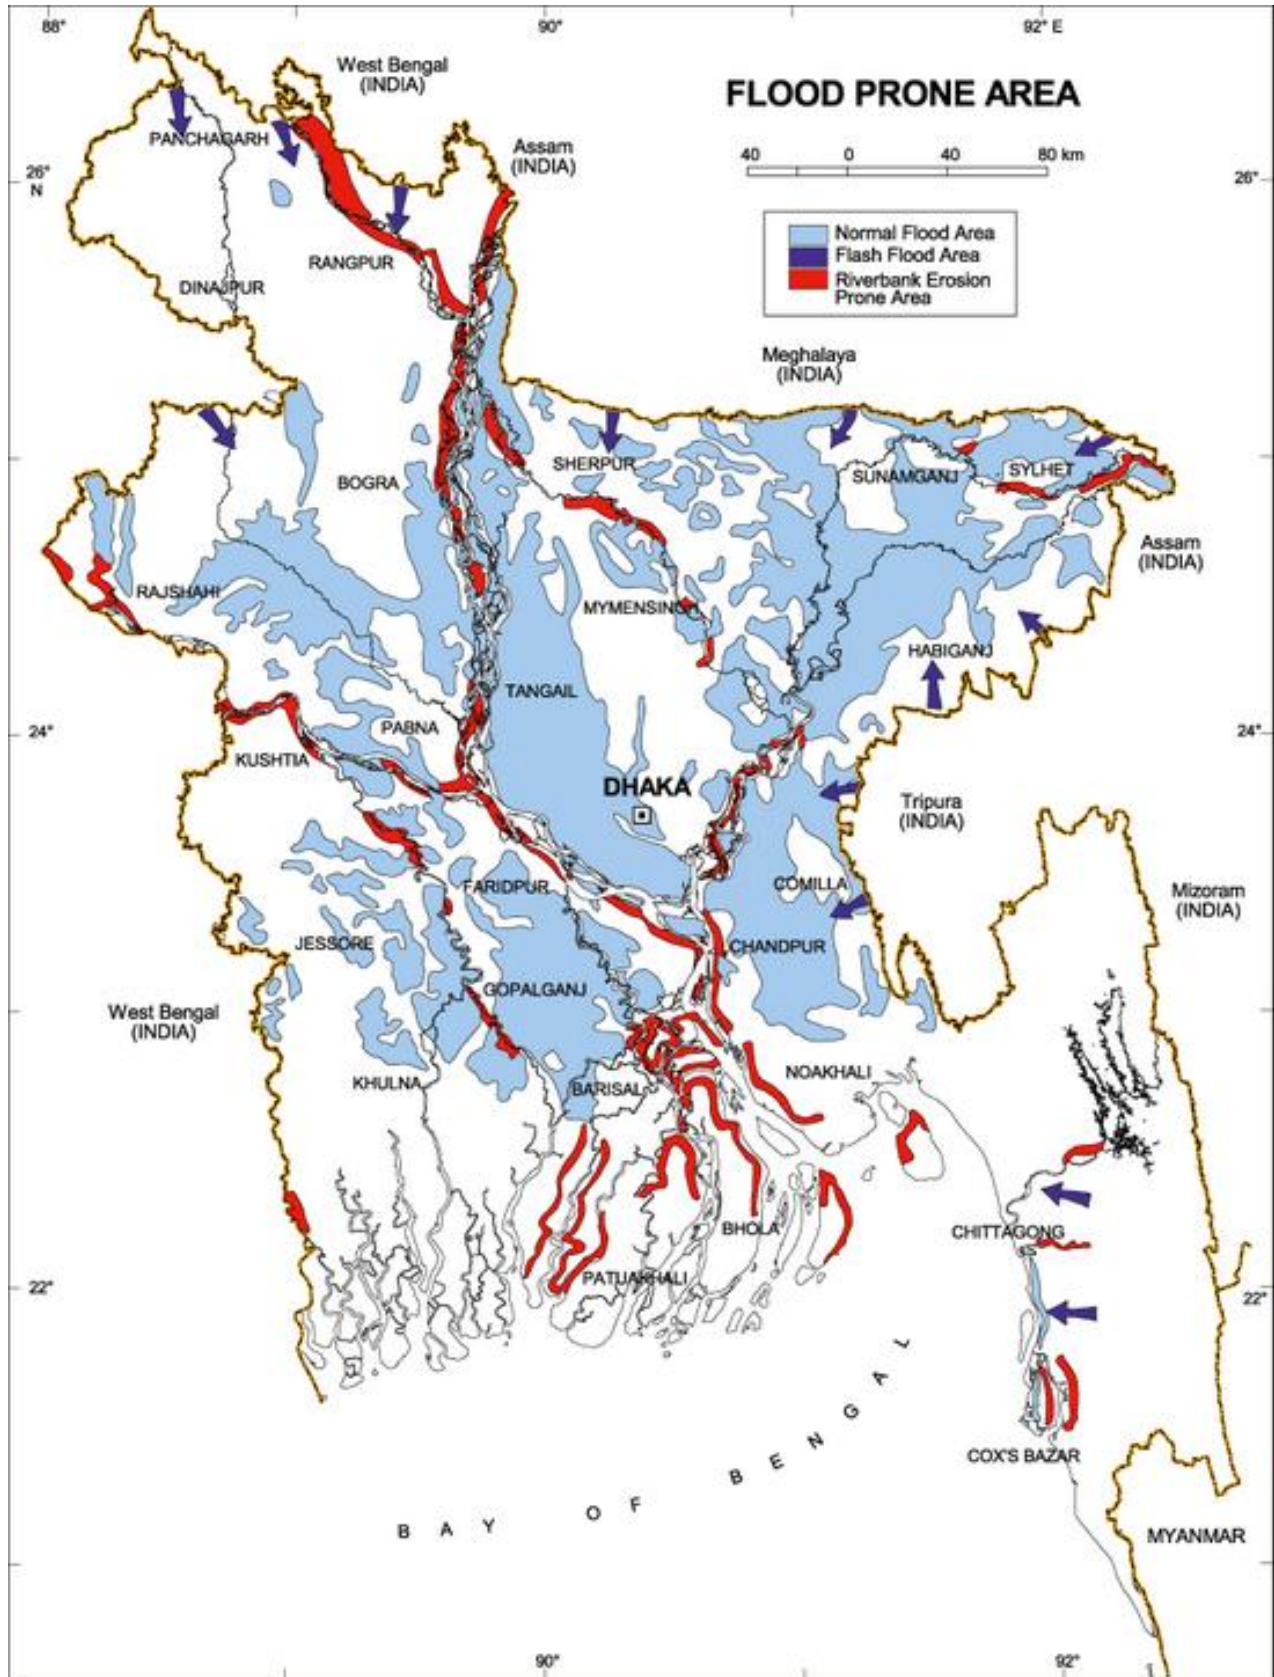 88°
90°
92° E
West Bengal
(INDIA)
FLOOD PRONE AREA
PANCHAGARH
Assam
(INDIA)
40 0 40 80 km
26°
N
26°
Normal Flood Area
Flash Flood Area
Riverbank Erosion
Prone Area
RANGPUR
DINAJPUR
Meghalaya
(INDIA)
SHERPUR
SUNAMGANJ
SYLHET
BOGRA
Assam
(INDIA)
RAJSHAHI
MYMENSINGH
HABIGANJ
TANGAIL
PABNA
24°
24°
KUSHTIA
DHAKA
Tripura
(INDIA)
COMILLA
FARIDPUR
Mizoram
(INDIA)
JESSORE
CHANDPUR
GOPALGANJ
West Bengal
(INDIA)
NOAKHALI
KHULNA
BARISAL
BHOLA
CHITTAGONG
PATUAKHALI
22°
22°
BAY OF BENGAL
COX'S BAZAR
MYANMAR
90°
92°